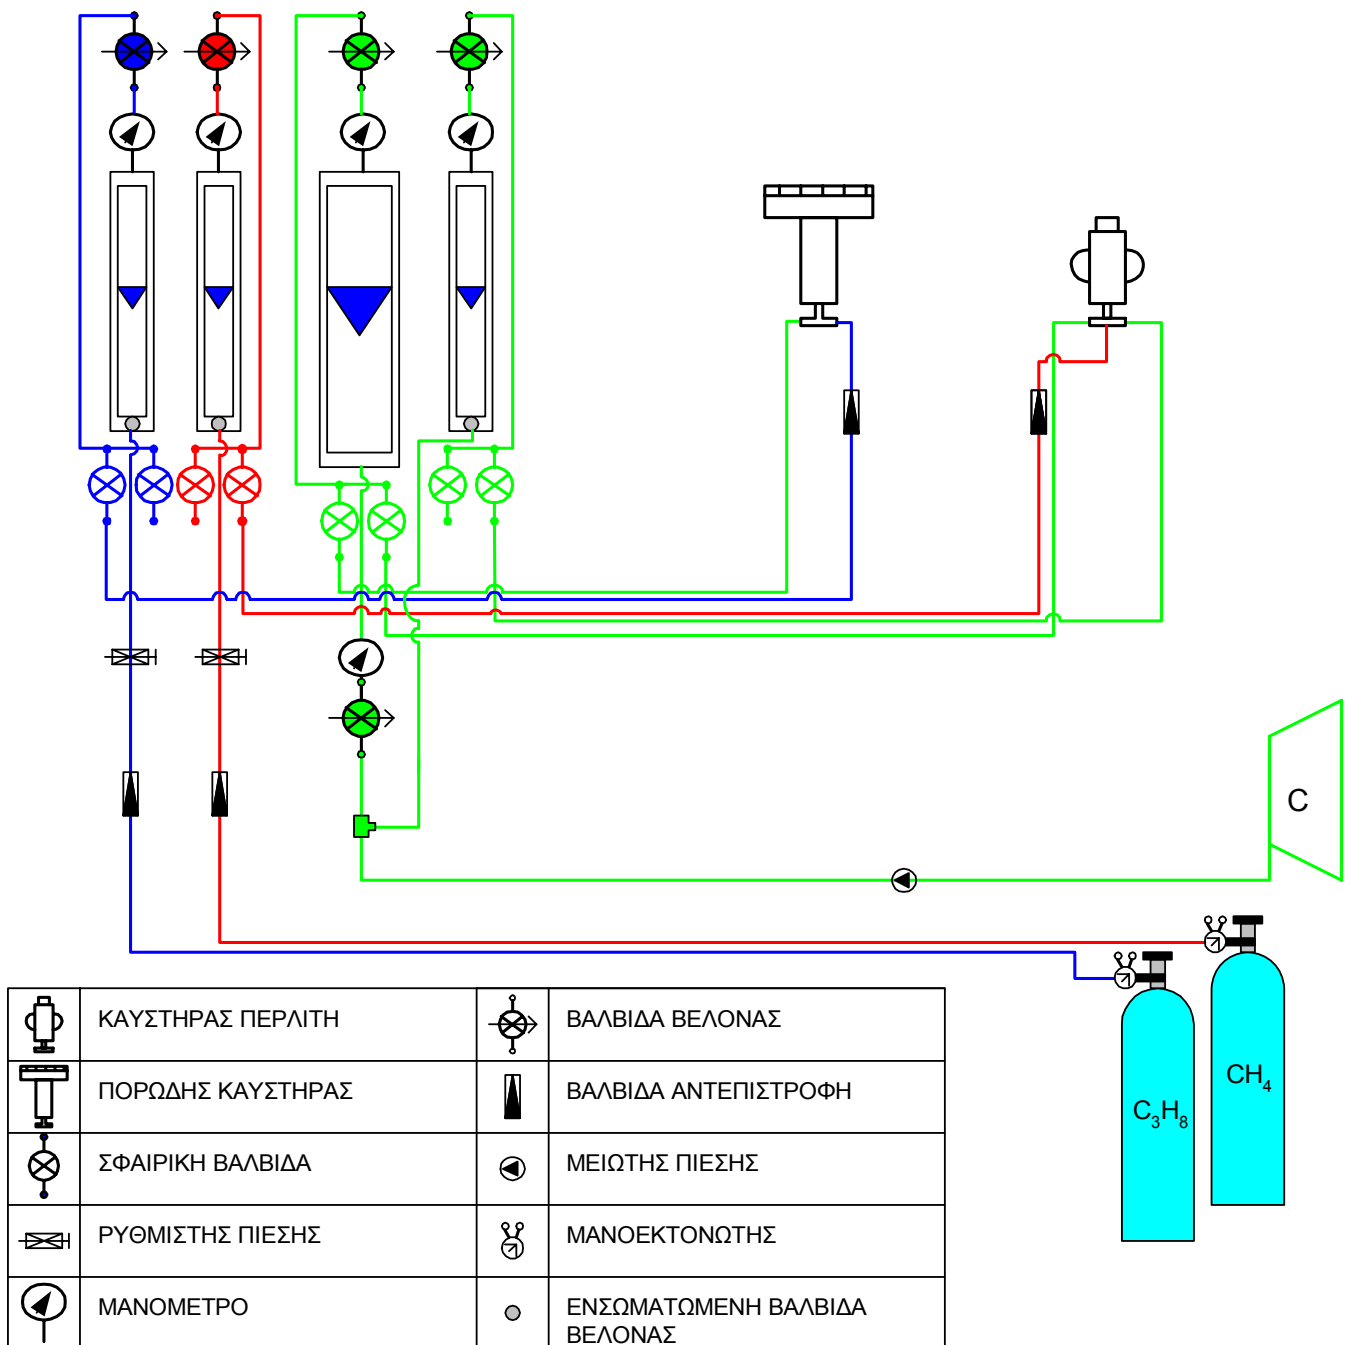 C
CH4
C3H8
ΚΑΥΣΤΗΡΑΣ ΠΕΡΛΙΤΗ
ΒΑΛΒΙΔΑ ΒΕΛΟΝΑΣ
ΠΟΡΩΔΗΣ ΚΑΥΣΤΗΡΑΣ
ΒΑΛΒΙΔΑ ΑΝΤΕΠΙΣΤΡΟΦΗ
ΣΦΑΙΡΙΚΗ ΒΑΛΒΙΔΑ
ΜΕΙΩΤΗΣ ΠΙΕΣΗΣ
ΡΥΘΜΙΣΤΗΣ ΠΙΕΣΗΣ
ΜΑΝΟΕΚΤΟΝΩΤΗΣ
ΜΑΝΟΜΕΤΡΟ
ΕΝΣΩΜΑΤΩΜΕΝΗ ΒΑΛΒΙΔΑ
ΒΕΛΟΝΑΣ